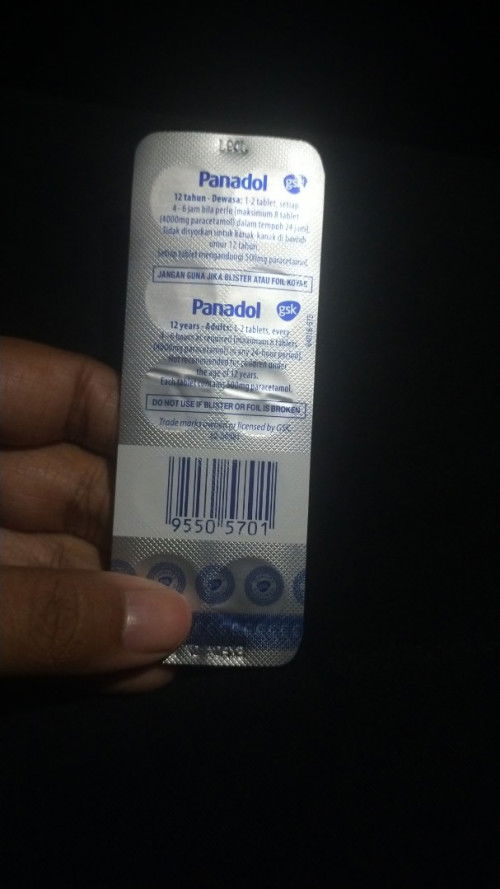 Panadol gsk
12 tahun - Dewasa: 1-2 tablet, setiap
4 - 6 jam bila perlu [maksimum 8 tablet
(4000mg paracetamol) dalam tempoh 24 jam].
Tidak disyorkan untuk kanak-kanak di bawah
umur 12 tahun.
Setiap tablet mengandungi 500mg paracetamol.
JANGAN GUNA JIKA BLISTER ATAU FOIL KOYAK
Panadol gsk
12 years - Adults: 1-2 tablets, every
4-6 hours as required [maximum 8 tablets
(4000mg paracetamol) in any 24-hour period].
Not recommended for children under
the age of 12 years.
Each tablet contains 500mg paracetamol.
DO NOT USE IF BLISTER OR FOIL IS BROKEN
Trade marks owned or licensed by GSK
9550 5701